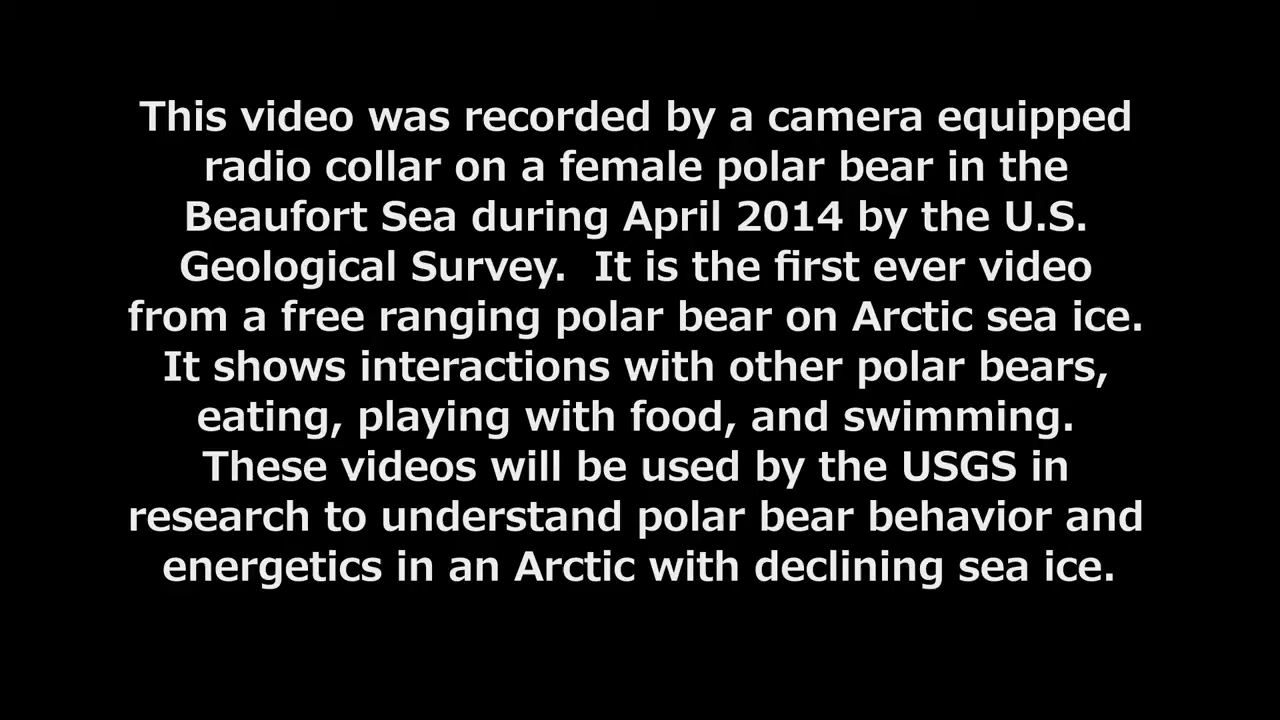 This video was recorded by a camera equipped
radio collar on a female polar bear in the
Beaufort Sea during April 2014 by the U.S.
Geological Survey.  It is the first ever video
from a free ranging polar bear on Arctic sea ice.
It shows interactions with other polar bears,
eating, playing with food, and swimming.
These videos will be used by the USGS in
research to understand polar bear behavior and
energetics in an Arctic with declining sea ice.